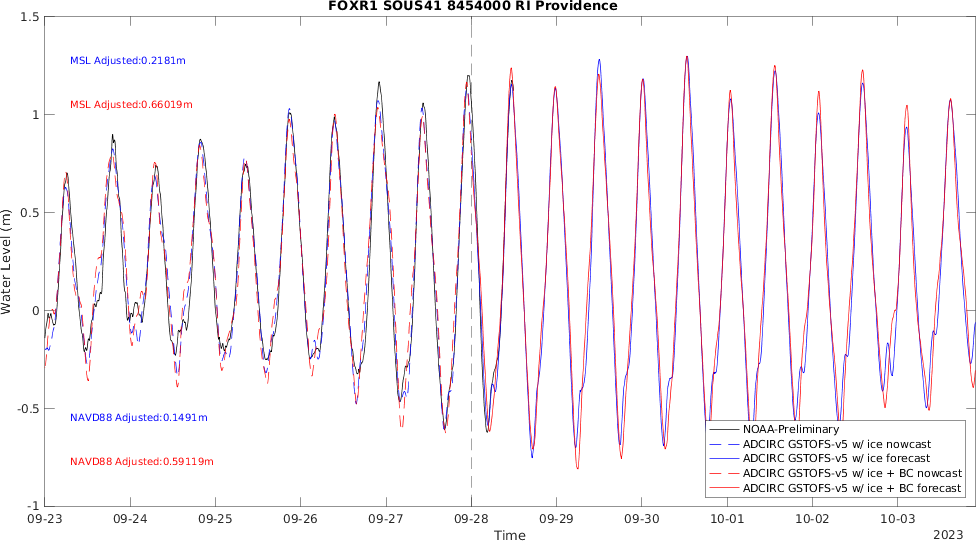 FOXR1 SOUS41 8454000 RI Providence
1.5
MSL Adjusted:0.2181m
MSL Adjusted:0.66019m
1
0.5
Water Level (m)
0
-0.5
NAVD88 Adjusted:0.1491m
NOAA-Preliminary
ADCIRC GSTOFS-v5 w/ ice nowcast
ADCIRC GSTOFS-v5 w/ ice forecast
NAVD88 Adjusted:0.59119m
ADCIRC GSTOFS-v5 w/ ice + BC nowcast
ADCIRC GSTOFS-v5 w/ ice + BC forecast
-1
09-23 09-24 09-25 09-26 09-27 09-28 09-29 09-30 10-01 10-02 10-03
Time
2023